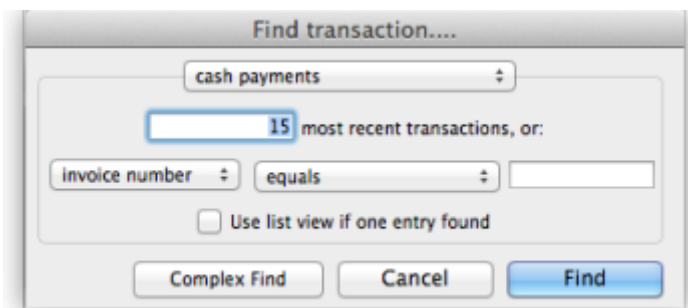 Find transaction....
cash payments
15 most recent transactions, or:
invoice number equals
Use list view if one entry found
Complex Find Cancel Find